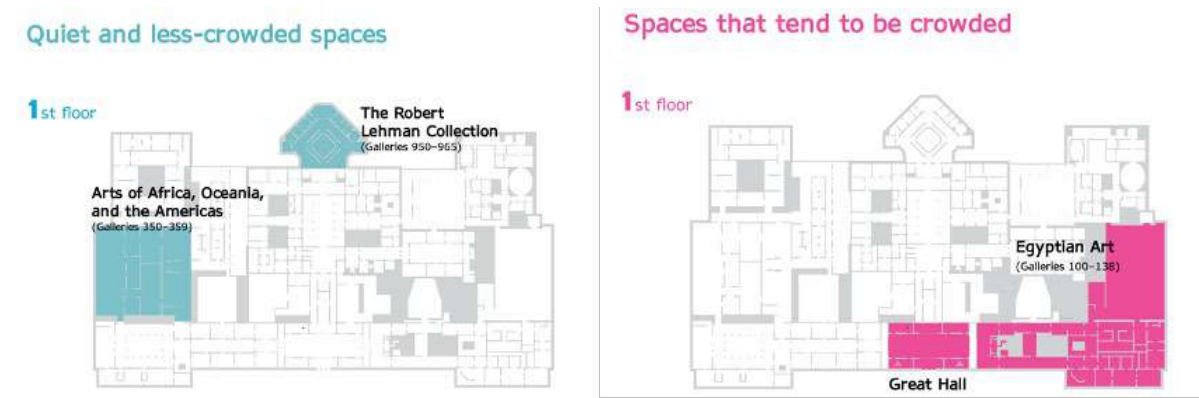 Quiet and less-crowded spaces
1st floor
The Robert
Lehman Collection
(Galleries 950–965)
Arts of Africa, Oceania,
and the Americas
(Galleries 350–359)
Spaces that tend to be crowded
1st floor
Egyptian Art
(Galleries 100–138)
Great Hall